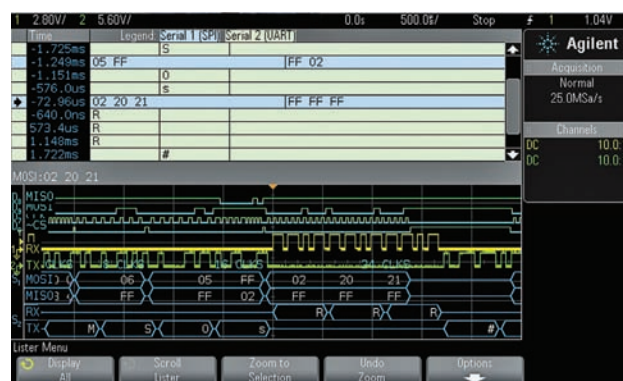 1 2.80V/ 2 5.60V/ 0.0s 500.0s/ Stop 1 1.04V
Time Legend: Serial 1 (SPI) Serial 2 (UART)
-1.725ms S
-1.249ms 05 FF FF 02
-1.151ms 0
-576.0us s
-72.96us 02 20 21 FF FF FF
-640.0ns R
573.4us R
1.148ms R
1.722ms #
Agilent
Acquisition
Normal
25.0MSa/s
Channels
DC 10.0:
DC 10.0:
MOSI:02 20 21
MISO
MOSI
CLK
~CS
RX
TX
MOSI 06 05 FF 02 20 21
MISO FF FF 02 FF FF FF
RX R R R
TX M S 0 s #
Lister Menu
Display Scroll Zoom to Undo Options
All Lister Selection Zoom